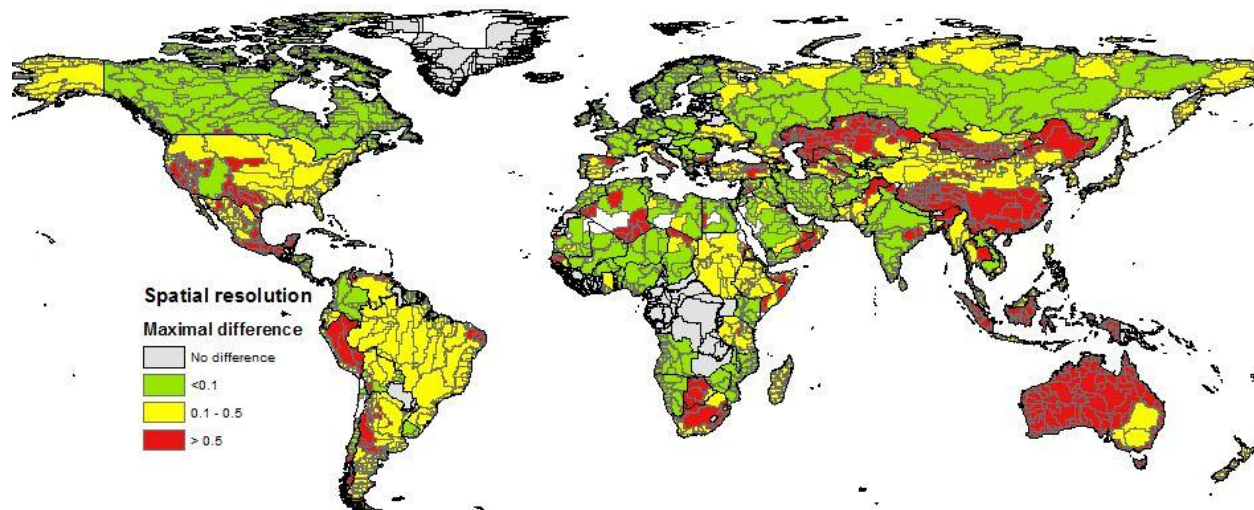 Spatial resolution
Maximal difference
No difference
<0.1
0.1 - 0.5
> 0.5